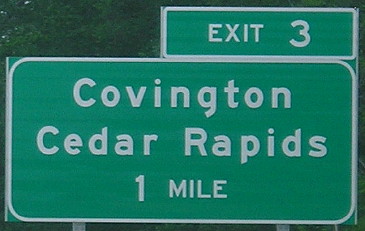 EXIT 3
Covington
Cedar Rapids
1 MILE